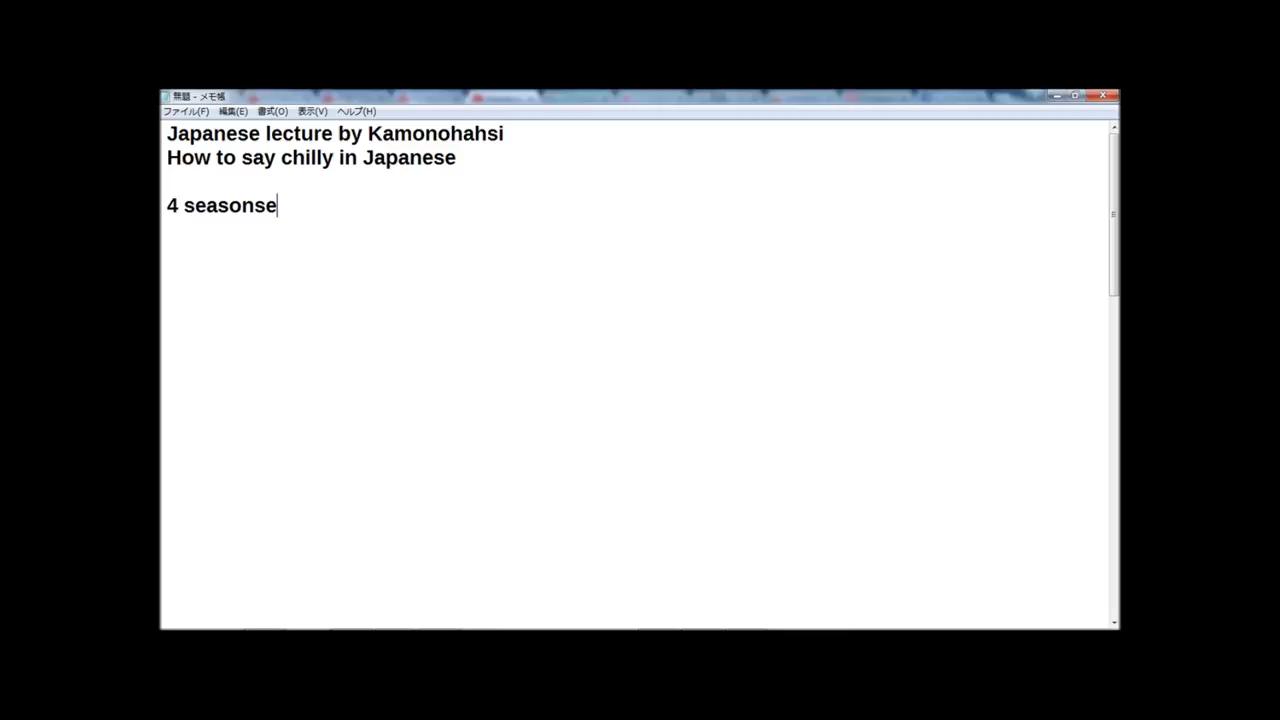 無題 - メモ帳
ファイル(F) 編集(E) 書式(O) 表示(V) ヘルプ(H)
Japanese lecture by Kamonohahsi
How to say chilly in Japanese
4 seasonse